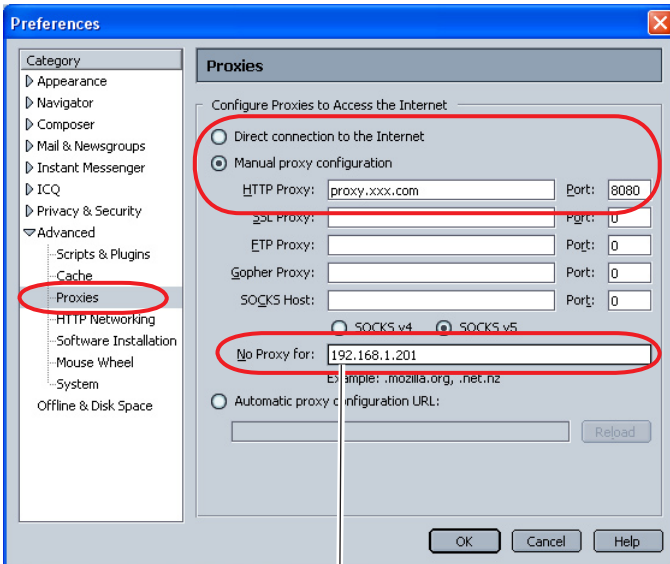 Preferences
Category
Appearance
Navigator
Composer
Mail & Newsgroups
Instant Messenger
ICQ
Privacy & Security
Advanced
Scripts & Plugins
Cache
Proxies
HTTP Networking
Software Installation
Mouse Wheel
System
Offline & Disk Space
Proxies
Configure Proxies to Access the Internet
Direct connection to the Internet
Manual proxy configuration
HTTP Proxy: proxy.xxx.com Port: 8080
SSL Proxy: Port: 0
FTP Proxy: Port: 0
Gopher Proxy: Port: 0
SOCKS Host: Port: 0
SOCKS v4 SOCKS v5
No Proxy for: 192.168.1.201
Example: .mozilla.org, .net.nz
Automatic proxy configuration URL:
Reload
OK Cancel Help